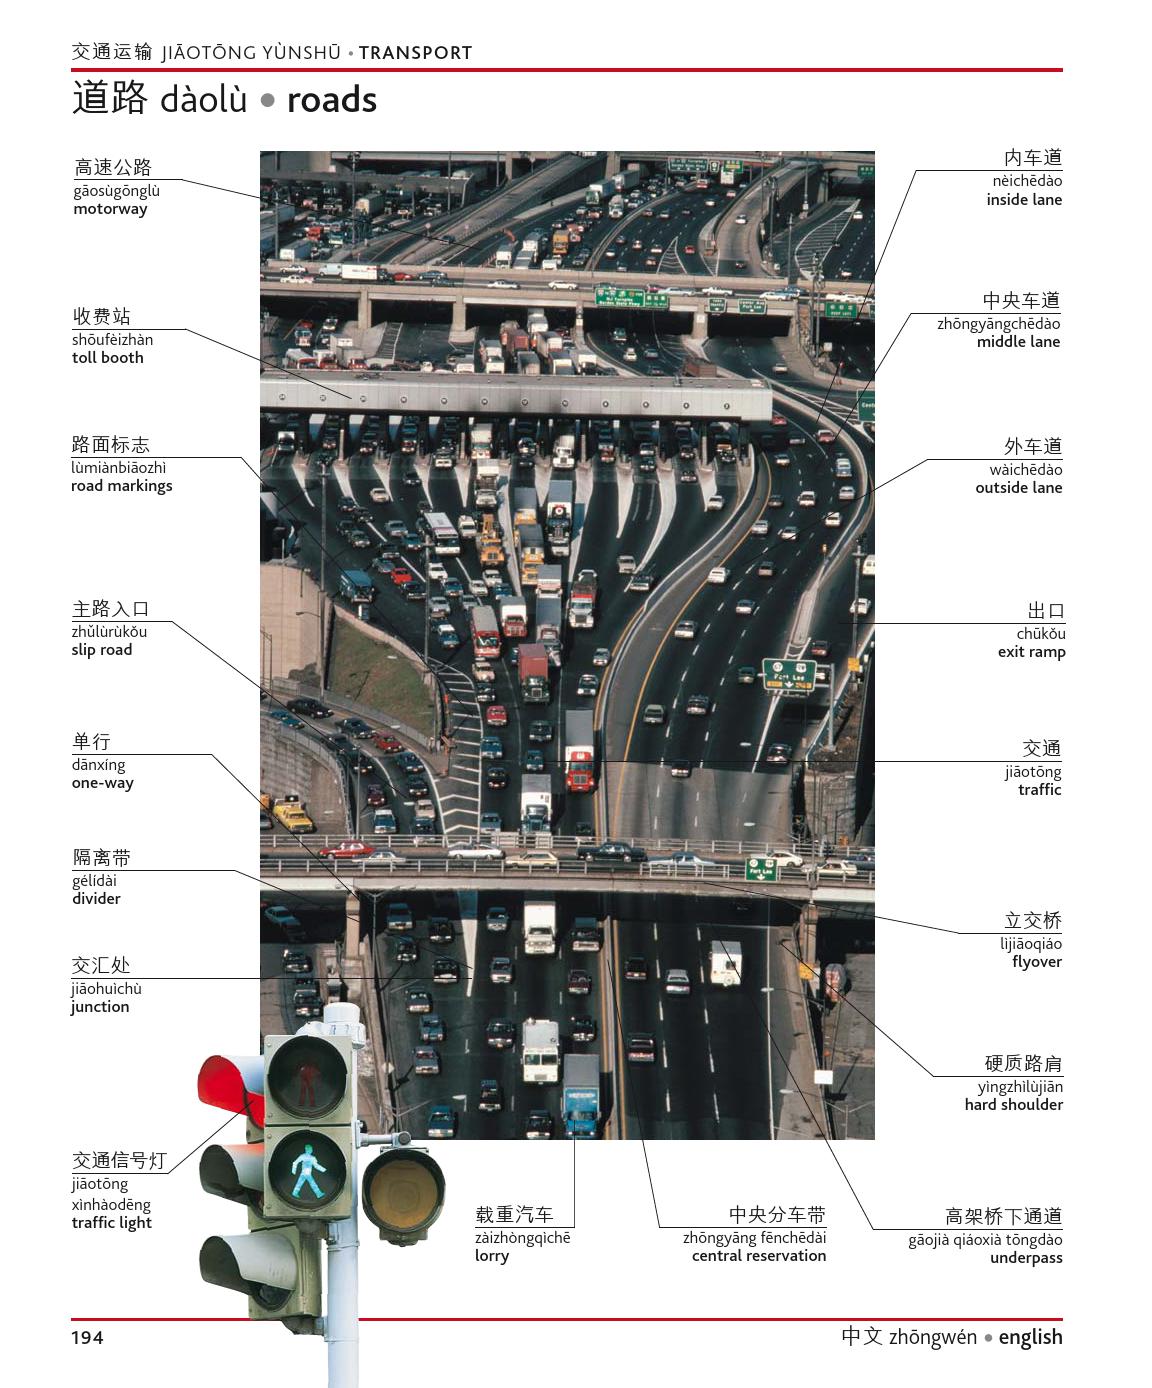 交通运输 JIĀOTŌNG YÙNSHŪ • TRANSPORT
道路 dàolù • roads
高速公路
gāosùgōnglù
motorway
收费站
shōufèizhàn
toll booth
路面标志
lùmiànbiāozhì
road markings
主路入口
zhǔlùrùkǒu
slip road
单行
dānxíng
one-way
隔离带
gélídài
divider
交汇处
jiāohuìchù
junction
交通信号灯
jiāotōng
xìnhàodēng
traffic light
内车道
nèichēdào
inside lane
中央车道
zhōngyāngchēdào
middle lane
外车道
wàichēdào
outside lane
出口
chūkǒu
exit ramp
交通
jiāotōng
traffic
立交桥
lìjiāoqiáo
flyover
硬质路肩
yìngzhìlùjiān
hard shoulder
载重汽车
zàizhòngqìchē
lorry
中央分车带
zhōngyāng fēnchēdài
central reservation
高架桥下通道
gāojià qiáoxià tōngdào
underpass
Fort Lee
Fort Lee
194
中文 zhōngwén • english